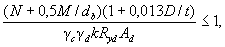 (N + 0,5M / d_b)(1 + 0,013D / t)
γ_c γ_d k R_yd A_d
≤ 1,